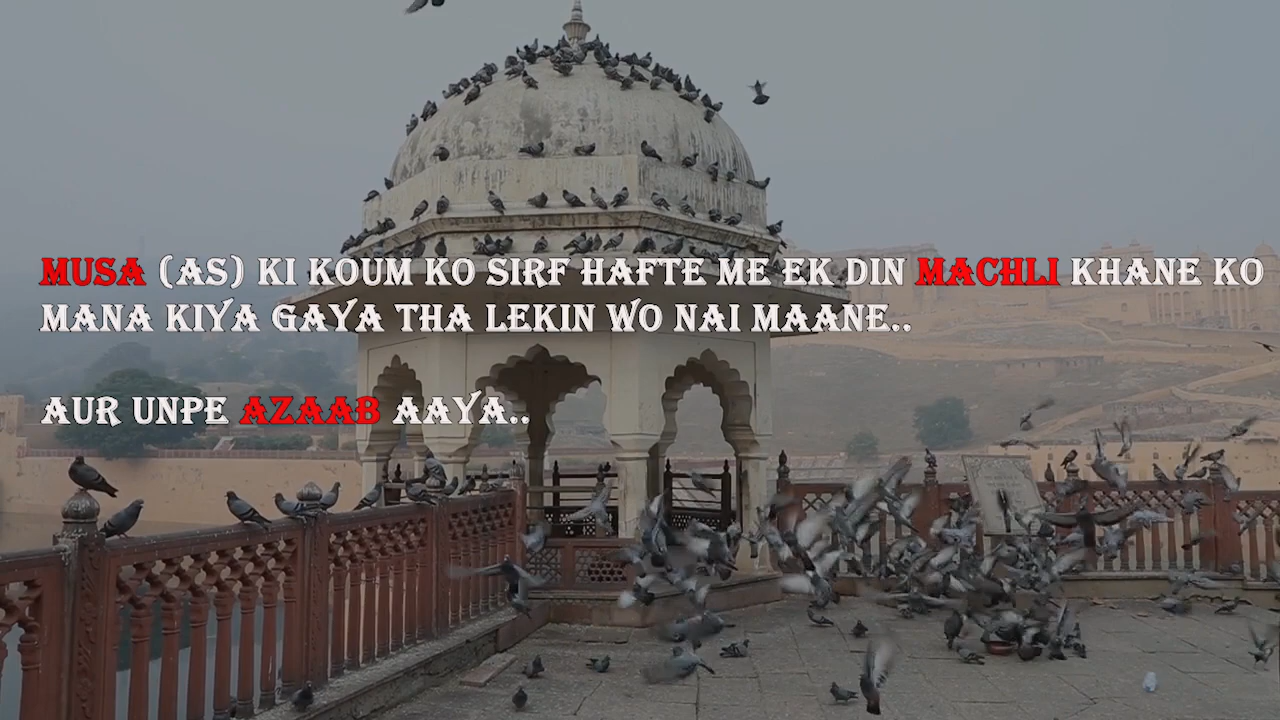 MUSA (AS) KI KOUM KO SIRF HAFTE ME EK DIN MACHLI KHANE KO
MANA KIYA GAYA THA LEKIN WO NAI MAANE..
AUR UNPE AZAAB AAYA..